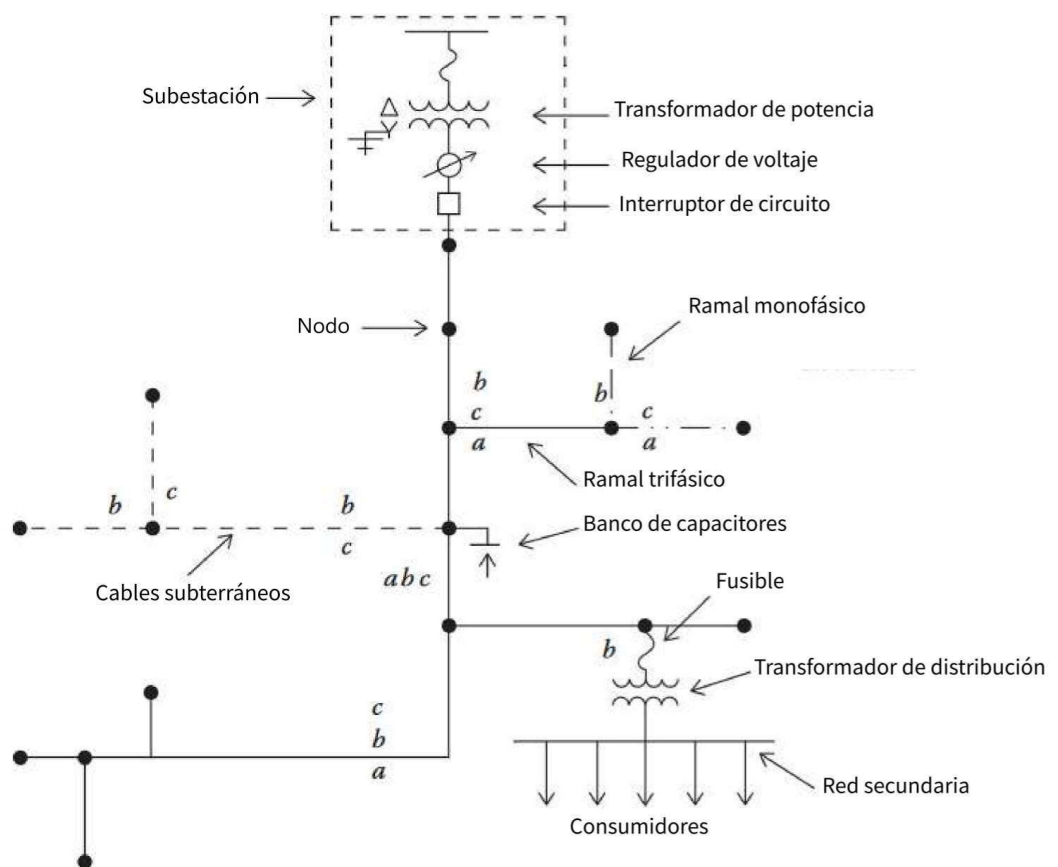 Subestación
Transformador de potencia
Regulador de voltaje
Interruptor de circuito
Nodo
Ramal monofásico
b
c
a
b
c
a
Ramal trifásico
b
c
b
c
Banco de capacitores
Cables subterráneos
a b c
Fusible
b
Transformador de distribución
c
b
a
Red secundaria
Consumidores